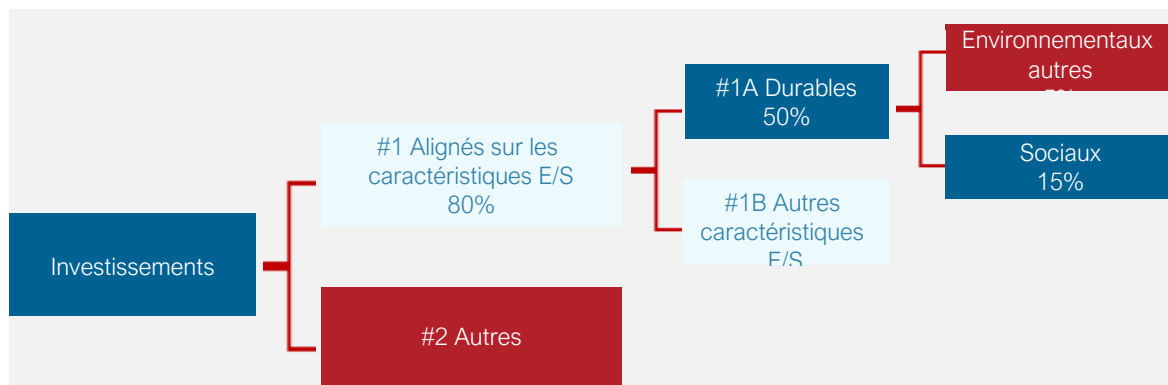 Environnementaux
autres
#1A Durables
50%
#1 Alignés sur les
caractéristiques E/S
80%
Sociaux
15%
#1B Autres
caractéristiques
E/S
Investissements
#2 Autres